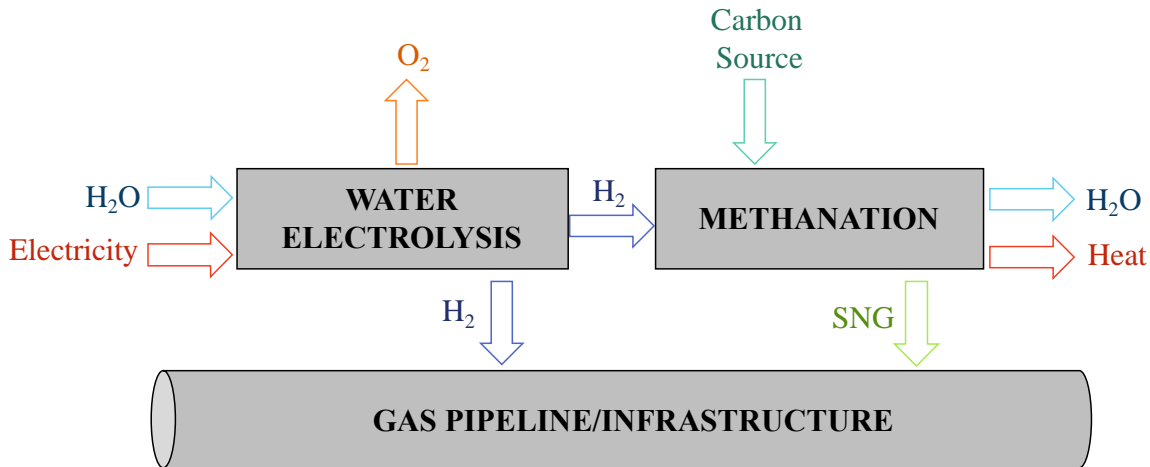 Carbon
Source
O₂
H₂O
Electricity
WATER
ELECTROLYSIS
H₂
METHANATION
H₂O
Heat
H₂
SNG
GAS PIPELINE/INFRASTRUCTURE